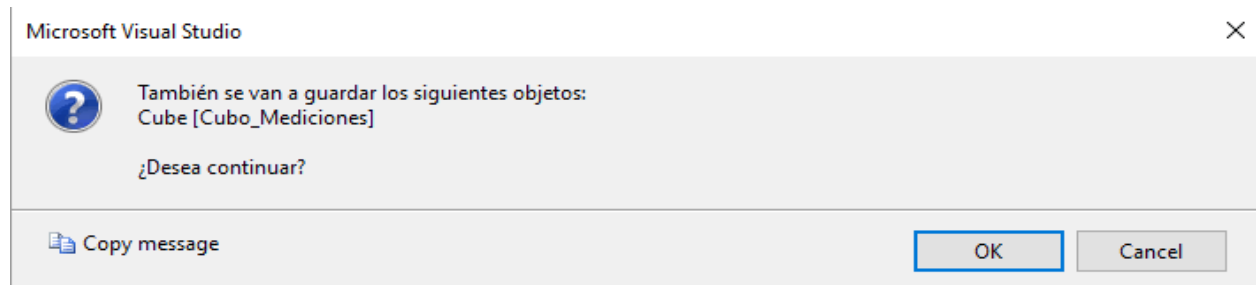 Microsoft Visual Studio
También se van a guardar los siguientes objetos:
Cube [Cubo_Mediciones]
¿Desea continuar?
Copy message
OK
Cancel